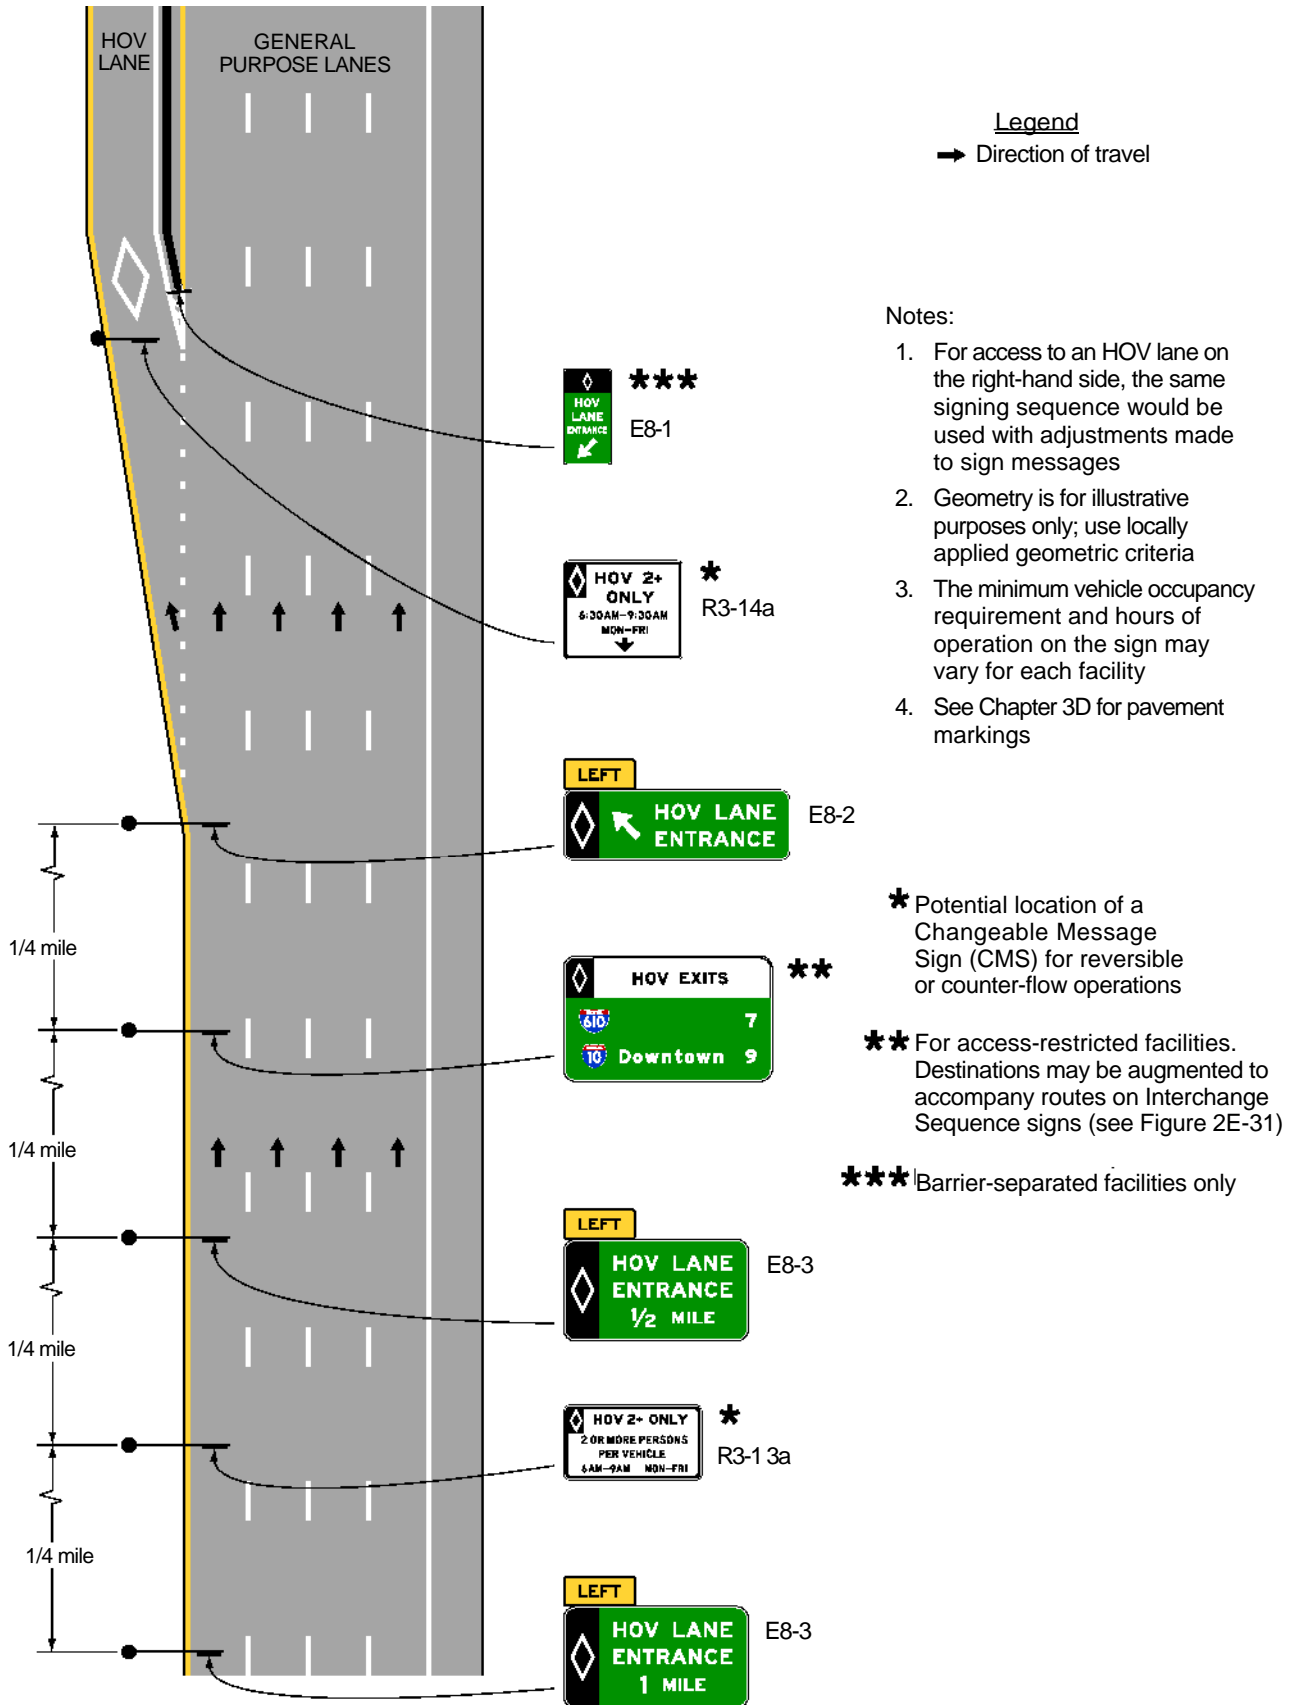 HOV
LANE
GENERAL
PURPOSE LANES
Legend
Direction of travel
Notes:
1. For access to an HOV lane on
the right-hand side, the same
signing sequence would be
used with adjustments made
to sign messages
2. Geometry is for illustrative
purposes only; use locally
applied geometric criteria
3. The minimum vehicle occupancy
requirement and hours of
operation on the sign may
vary for each facility
4. See Chapter 3D for pavement
markings
HOV
LANE
ENTRANCE
★★★
E8-1
HOV 2+
ONLY
6:30AM–9:30AM
MON–FRI
★
R3-14a
LEFT
HOV LANE
ENTRANCE
E8-2
HOV EXITS
610 7
10 Downtown 9
★★
LEFT
HOV LANE
ENTRANCE
1/2 MILE
E8-3
HOV 2+ ONLY
2 OR MORE PERSONS
PER VEHICLE
6AM–9AM MON–FRI
★
R3-1 3a
LEFT
HOV LANE
ENTRANCE
1 MILE
E8-3
★ Potential location of a
Changeable Message
Sign (CMS) for reversible
or counter-flow operations
★★ For access-restricted facilities.
Destinations may be augmented to
accompany routes on Interchange
Sequence signs (see Figure 2E-31)
★★★ Barrier-separated facilities only
1/4 mile
1/4 mile
1/4 mile
1/4 mile